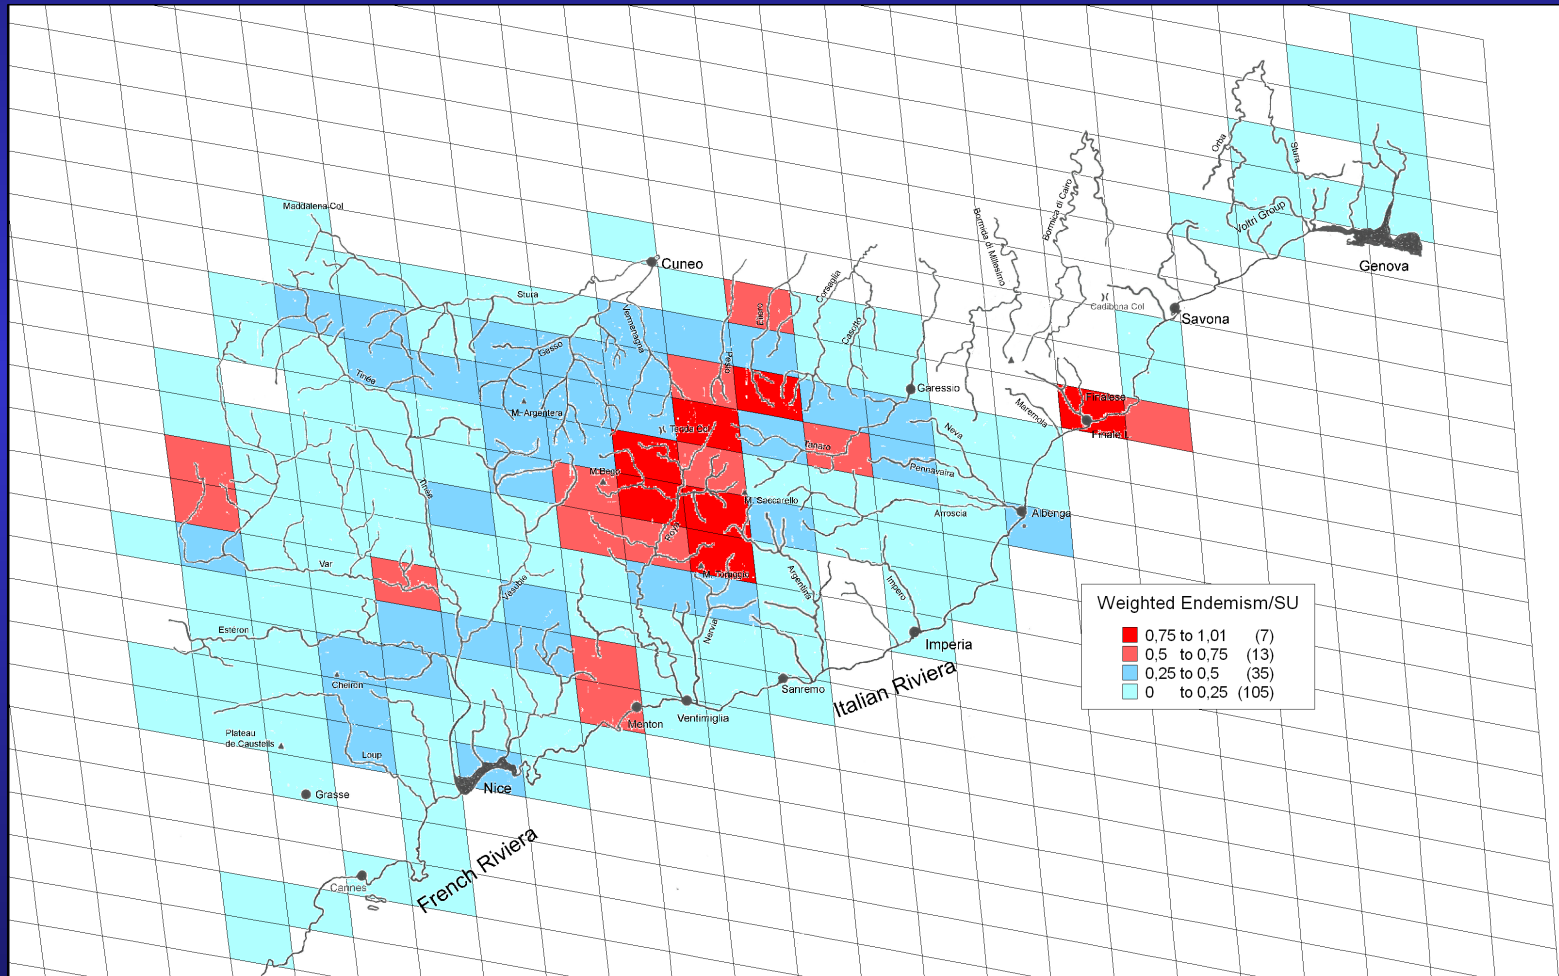 Orba
Stura
Maddalena Col
Bormida di Cairo
Voltri Group
Bormida di Millesimo
Cuneo
Genova
Stura
Corsaglia
Ellero
Cadibona Col
Savona
Vermenagna
Casotto
Gesso
Pesio
Tinée
Garessio
Finalese
M. Argentera
Maremola
Tenda Col
Neva
Finale L.
Tanaro
M.Bego
Pennavaira
Tinée
M. Saccarello
Arroscia
Albenga
Roya
Var
M. Toraggio
Vésubie
Argentina
Impero
Weighted Endemism/SU
0,75 to 1,01 (7)
0,5 to 0,75 (13)
0,25 to 0,5 (35)
0 to 0,25 (105)
Estéron
Nervia
Imperia
Cheiron
Sanremo
Italian Riviera
Menton
Ventimiglia
Plateau
de Caussols
Loup
Nice
Grasse
French Riviera
Cannes